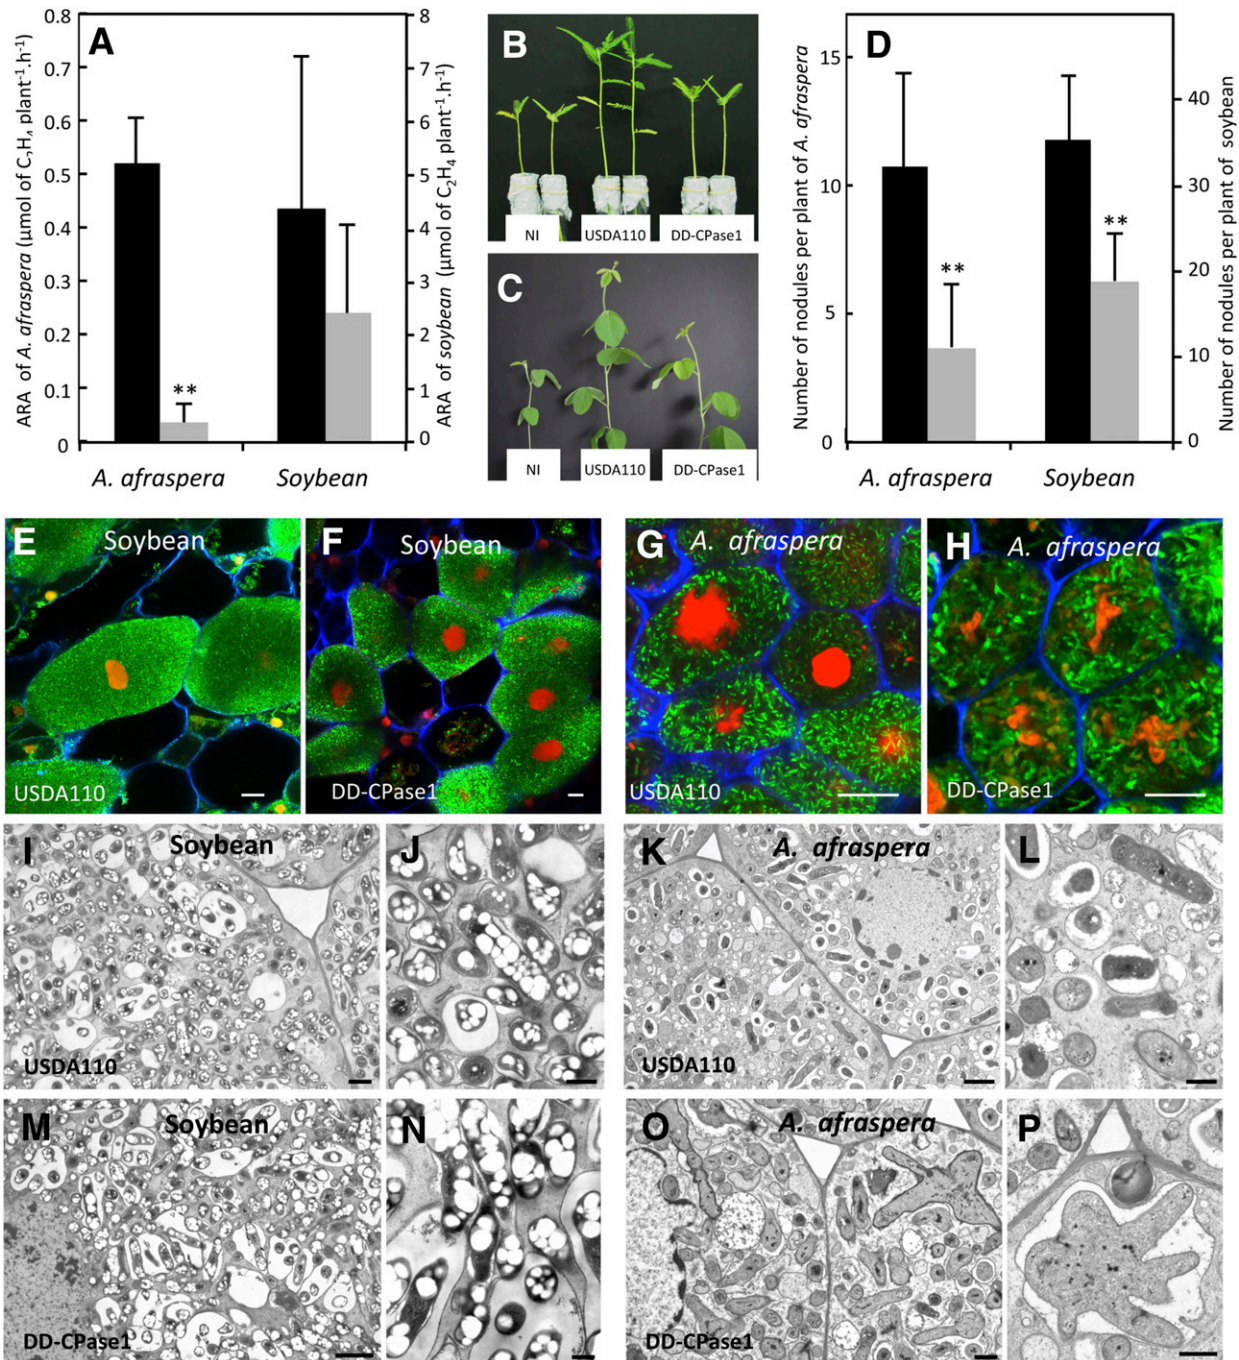 A
0.8
0.7
0.6
0.5
0.4
0.3
0.2
0.1
0
ARA of A. afraspera (µmol of C₂Hₙ plant⁻¹.h⁻¹)
8
7
6
5
4
3
2
1
0
ARA of soybean (µmol of C₂H₄ plant⁻¹.h⁻¹)
**
A. afraspera
Soybean
B
NI
USDA110
DD-CPase1
C
NI
USDA110
DD-CPase1
D
15
10
5
0
Number of nodules per plant of A. afraspera
40
30
20
10
0
Number of nodules per plant of soybean
**
**
A. afraspera
Soybean
E
Soybean
USDA110
F
Soybean
DD-CPase1
G
A. afraspera
USDA110
H
A. afraspera
DD-CPase1
I
Soybean
USDA110
J
K
A. afraspera
USDA110
L
M
Soybean
DD-CPase1
N
O
A. afraspera
DD-CPase1
P